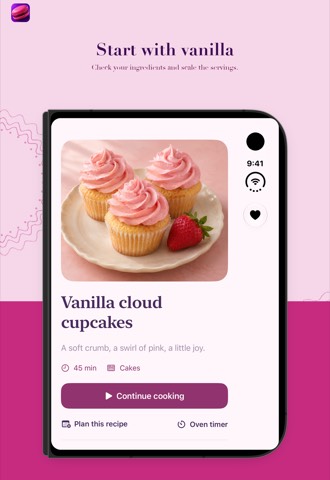 Start with vanilla
Check your ingredients and scale the servings.
9:41
Vanilla cloud
cupcakes
A soft crumb, a swirl of pink, a little joy.
45 min
Cakes
Continue cooking
Plan this recipe
Oven timer